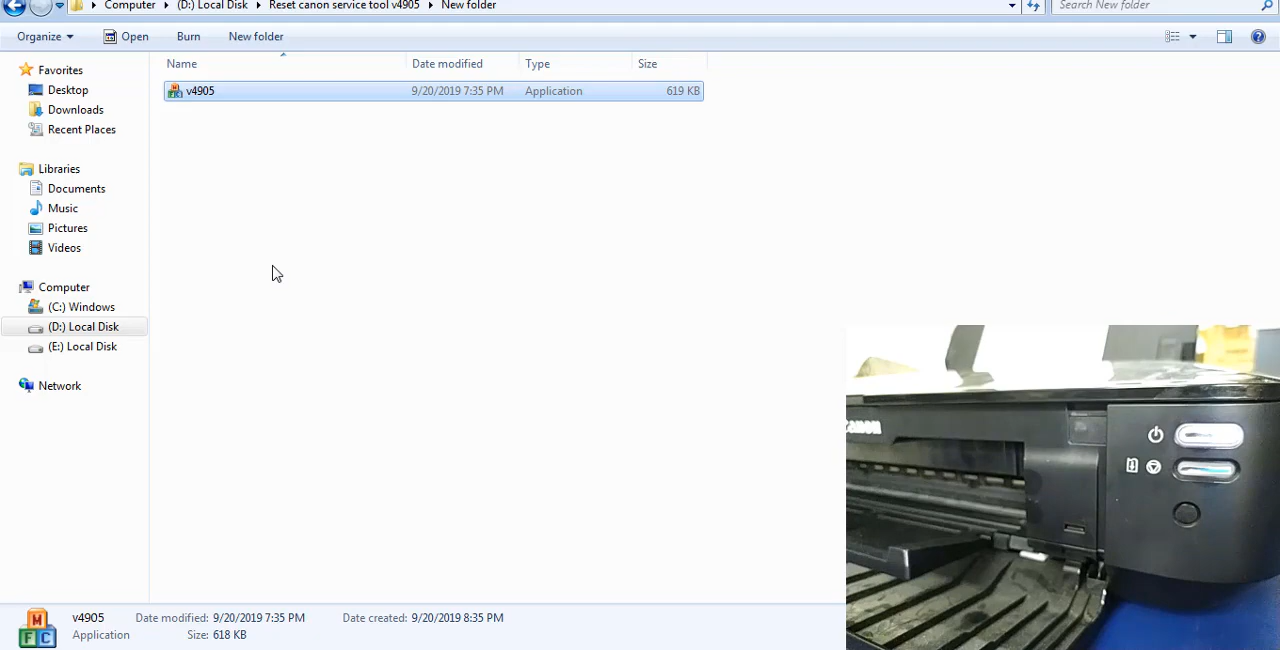 Computer (D:) Local Disk Reset canon service tool v4905 New folder Search New folder
Organize Open Burn New folder
Name Date modified Type Size
v4905 9/20/2019 7:35 PM Application 619 KB
Favorites
Desktop
Downloads
Recent Places
Libraries
Documents
Music
Pictures
Videos
Computer
(C:) Windows
(D:) Local Disk
(E:) Local Disk
Network
v4905 Date modified: 9/20/2019 7:35 PM Date created: 9/20/2019 8:35 PM
Application Size: 618 KB
M
F C
Canon